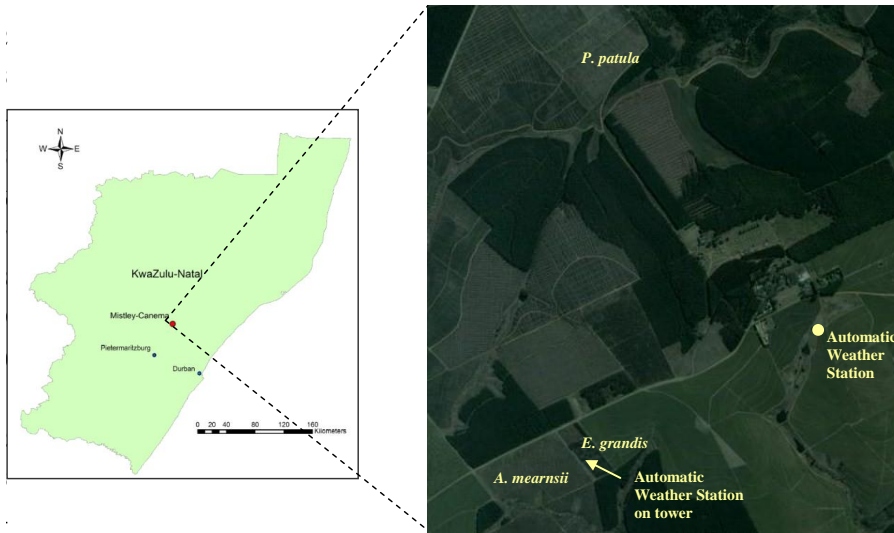 N
W E
S
KwaZulu-Natal
Mistley-Canema
Pietermaritzburg
Durban
0 20 40 80 120 160
Kilometers
P. patula
Automatic
Weather
Station
E. grandis
A. mearnsii
Automatic
Weather Station
on tower